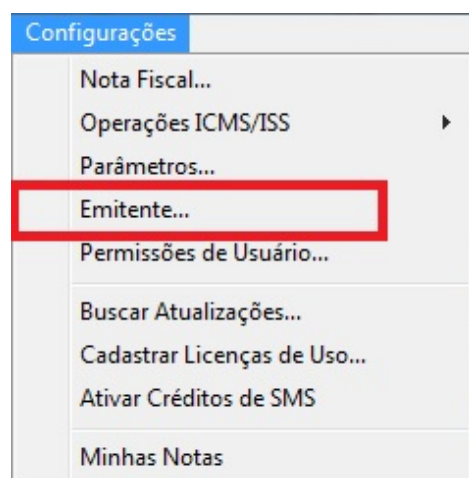 Configurações
Nota Fiscal...
Operações ICMS/ISS
Parâmetros...
Emitente...
Permissões de Usuário...
Buscar Atualizações...
Cadastrar Licenças de Uso...
Ativar Créditos de SMS
Minhas Notas